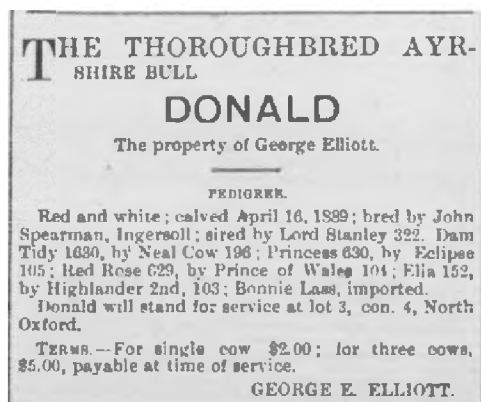 THE THOROUGHBRED AYR-
SHIRE BULL
DONALD
The property of George Elliott.
PEDIGREE.
Red and white; calved April 16, 1889; bred by John
Spearman, Ingersoll; sired by Lord Stanley 322. Dam
Tidy 1630, by Neal Cow 196; Princess 630, by Eclipse
105; Red Rose 629, by Prince of Wales 104; Elia 152,
by Highlander 2nd, 103; Bonnie Lass, imported.
Donald will stand for service at lot 3, con. 4, North
Oxford.
TERMS.—For single cow $2.00; for three cows,
$5.00, payable at time of service.
GEORGE E. ELLIOTT.